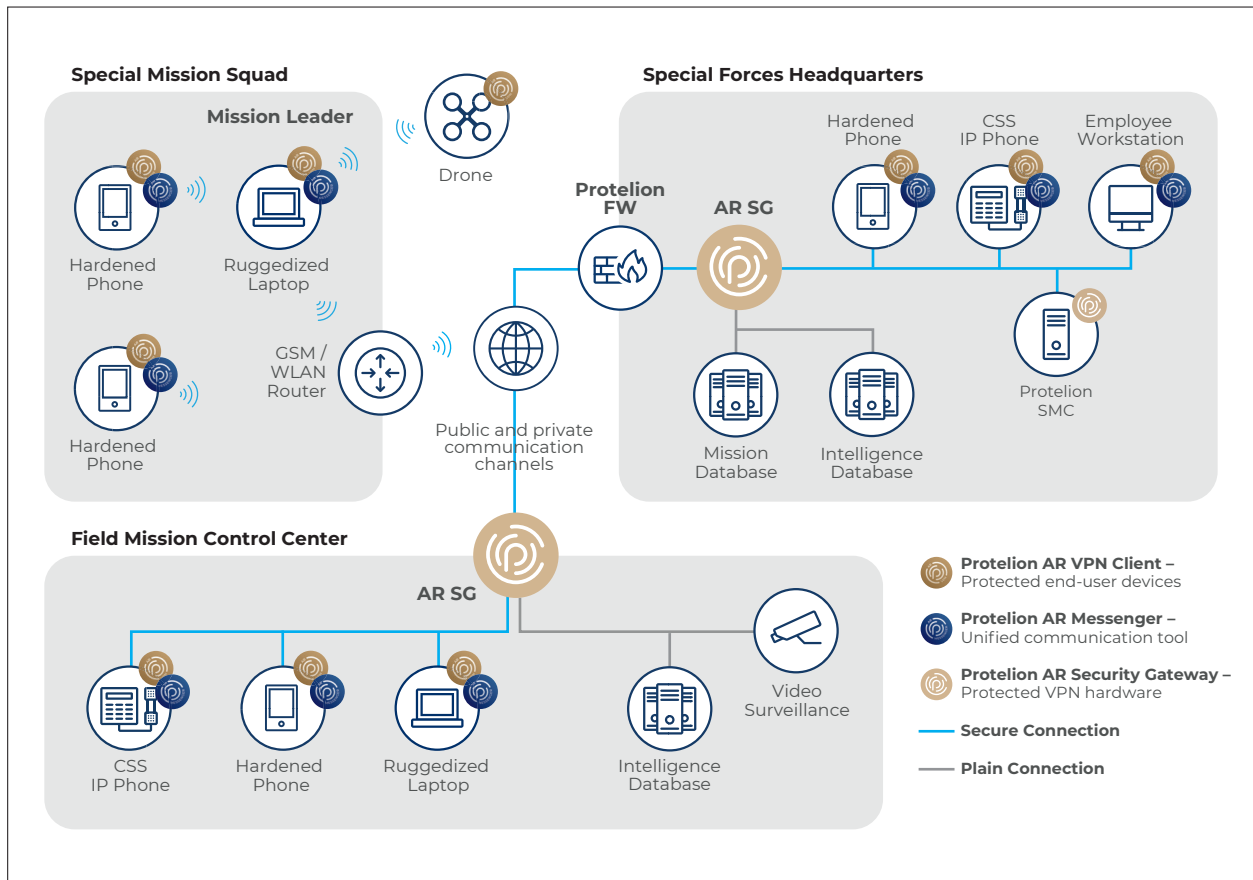 Special Mission Squad
Mission Leader
Hardened
Phone
Ruggedized
Laptop
Hardened
Phone
GSM /
WLAN
Router
Drone
Public and private
communication
channels
Special Forces Headquarters
Protelion
FW
AR SG
Hardened
Phone
CSS
IP Phone
Employee
Workstation
Mission
Database
Intelligence
Database
Protelion
SMC
Field Mission Control Center
AR SG
CSS
IP Phone
Hardened
Phone
Ruggedized
Laptop
Intelligence
Database
Video
Surveillance
Protelion AR VPN Client –
Protected end-user devices
Protelion AR Messenger –
Unified communication tool
Protelion AR Security Gateway –
Protected VPN hardware
Secure Connection
Plain Connection